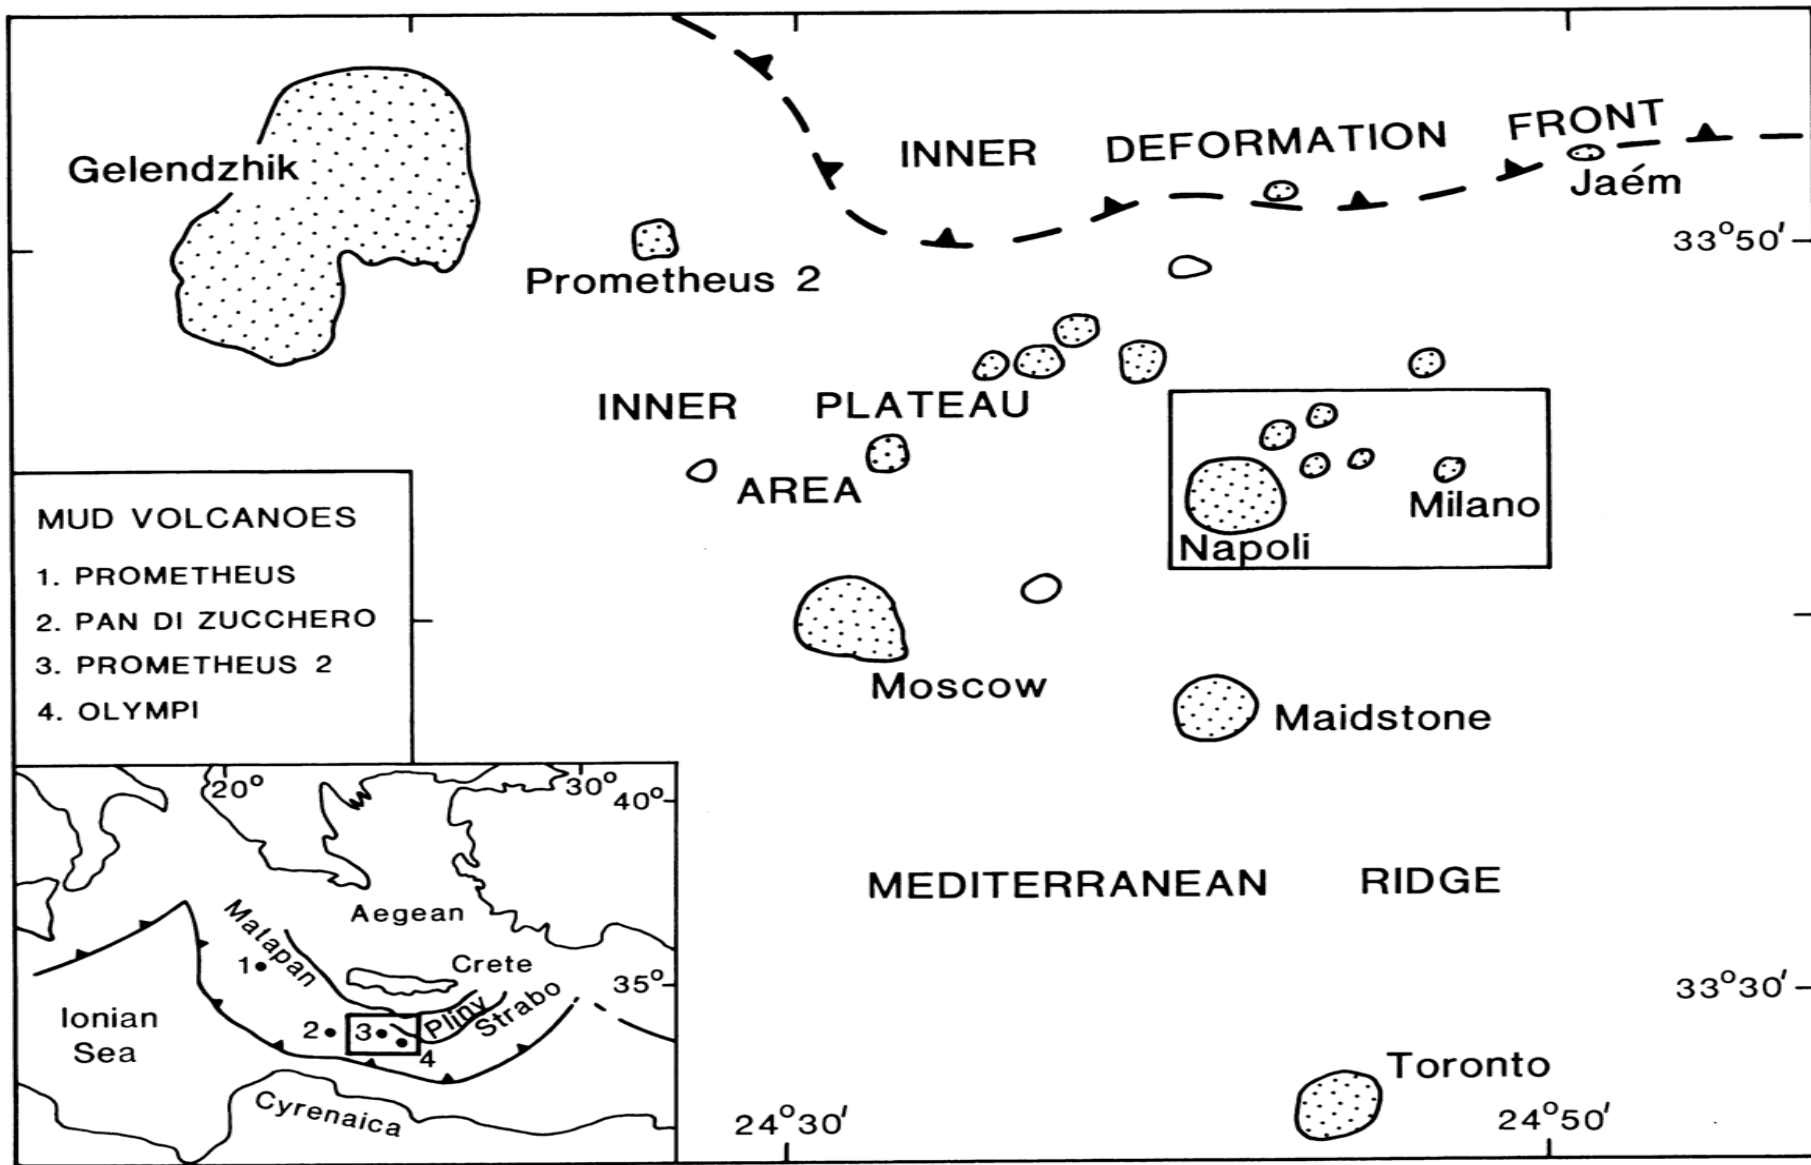 INNER DEFORMATION FRONT
Gelendzhik
Jaém
33°50'
Prometheus 2
INNER PLATEAU
AREA
Milano
Napoli
MUD VOLCANOES
1. PROMETHEUS
2. PAN DI ZUCCHERO
3. PROMETHEUS 2
4. OLYMPI
Moscow
Maidstone
20°
30°
40°
MEDITERRANEAN RIDGE
Matapan
Aegean
1
Crete
35°
33°30'
Ionian
Sea
2
3
Pliny
Strabo
4
Toronto
Cyrenaica
24°30'
24°50'